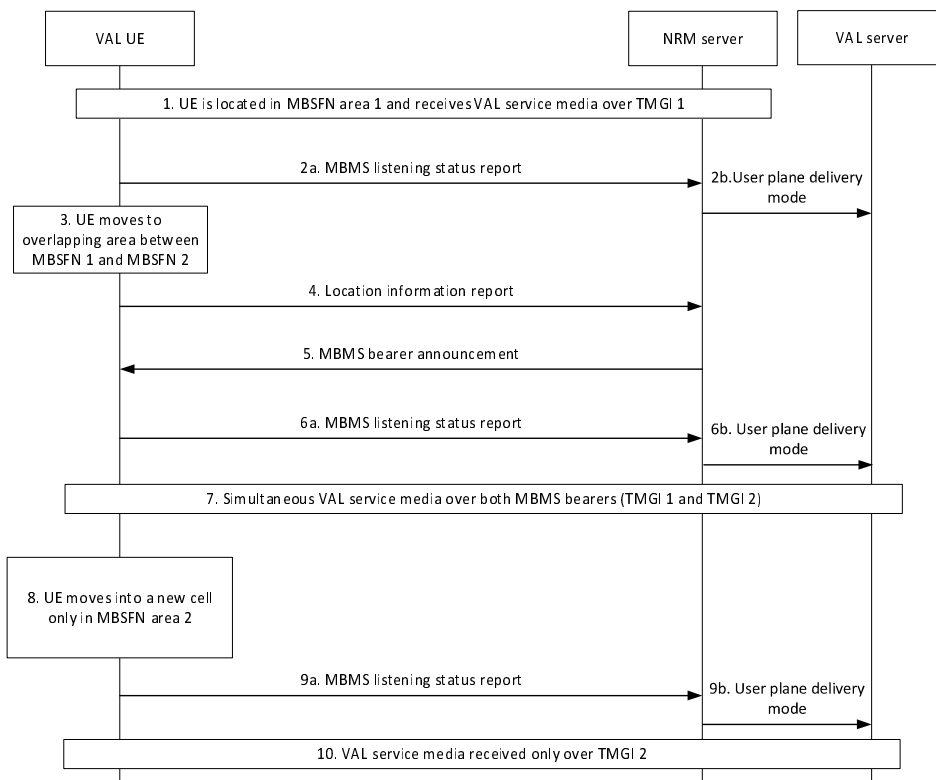 VAL UE
NRM server
VAL server
1. UE is located in MBSFN area 1 and receives VAL service media over TMGI 1
2a. MBMS listening status report
2b.User plane delivery
mode
3. UE moves to
overlapping area between
MBSFN 1 and MBSFN 2
4. Location information report
5. MBMS bearer announcement
6a. MBMS listening status report
6b. User plane delivery
mode
7. Simultaneous VAL service media over both MBMS bearers (TMGI 1 and TMGI 2)
8. UE moves into a new cell
only in MBSFN area 2
9a. MBMS listening status report
9b. User plane delivery
mode
10. VAL service media received only over TMGI 2